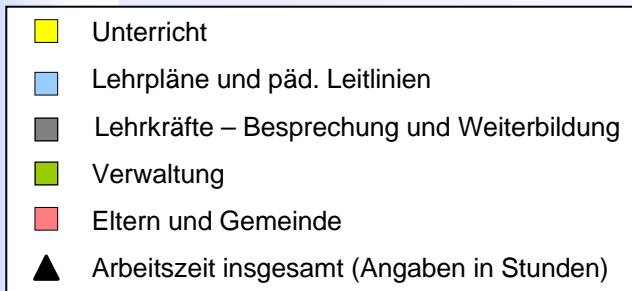 Unterricht
Lehrpläne und päd. Leitlinien
Lehrkräfte – Besprechung und Weiterbildung
Verwaltung
Eltern und Gemeinde
Arbeitszeit insgesamt (Angaben in Stunden)